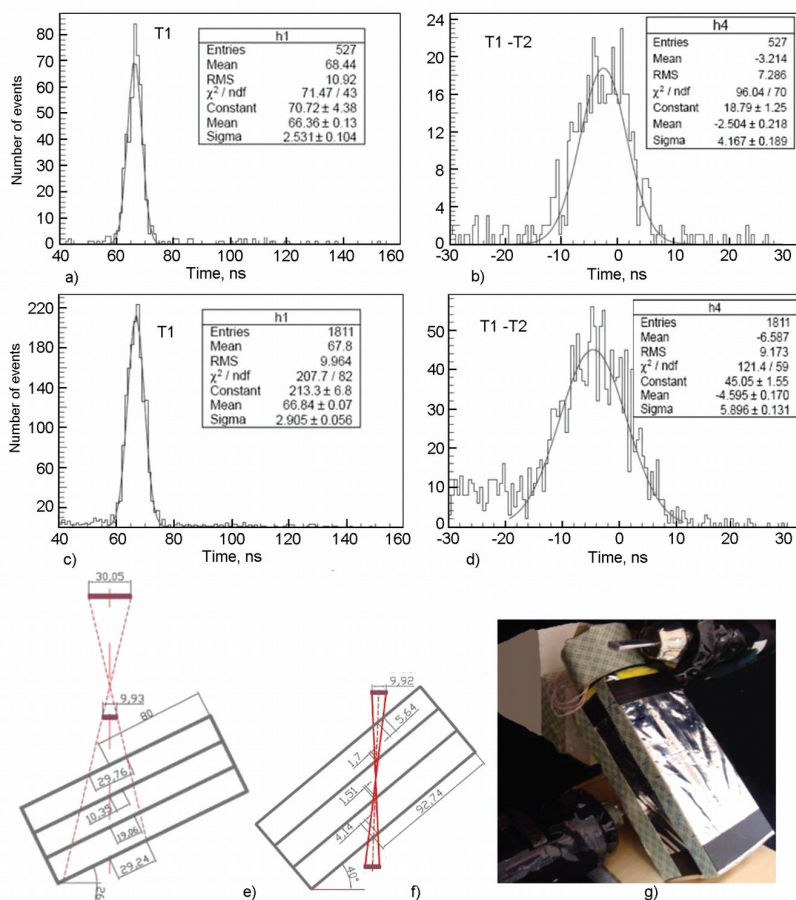 T1
h1
Entries 527
Mean 68.44
RMS 10.92
χ² / ndf 71.47 / 43
Constant 70.72 ± 4.38
Mean 66.36 ± 0.13
Sigma 2.531 ± 0.104
Number of events
80
70
60
50
40
30
20
10
0
40 60 80 100 120 140 160
a)
Time, ns
T1 -T2
h4
Entries 527
Mean -3.214
RMS 7.286
χ² / ndf 96.04 / 70
Constant 18.79 ± 1.25
Mean -2.504 ± 0.218
Sigma 4.167 ± 0.189
24
20
16
12
8
4
0
-30 -20 -10 0 10 20 30
b)
Time, ns
T1
h1
Entries 1811
Mean 67.8
RMS 9.964
χ² / ndf 207.7 / 82
Constant 213.3 ± 6.8
Mean 66.84 ± 0.07
Sigma 2.905 ± 0.056
Number of events
220
180
140
100
60
20
40 60 80 100 120 140 160
c)
Time, ns
T1 -T2
h4
Entries 1811
Mean -6.587
RMS 9.173
χ² / ndf 121.4 / 59
Constant 45.05 ± 1.55
Mean -4.595 ± 0.170
Sigma 5.896 ± 0.131
50
40
30
20
10
0
-30 -20 -10 0 10 20 30
d)
Time, ns
30,05
9,93
80
29,76
10,35
19,06
29,24
26
e)
9,92
5,64
1,7
1,51
4,14
92,74
40°
f)
g)